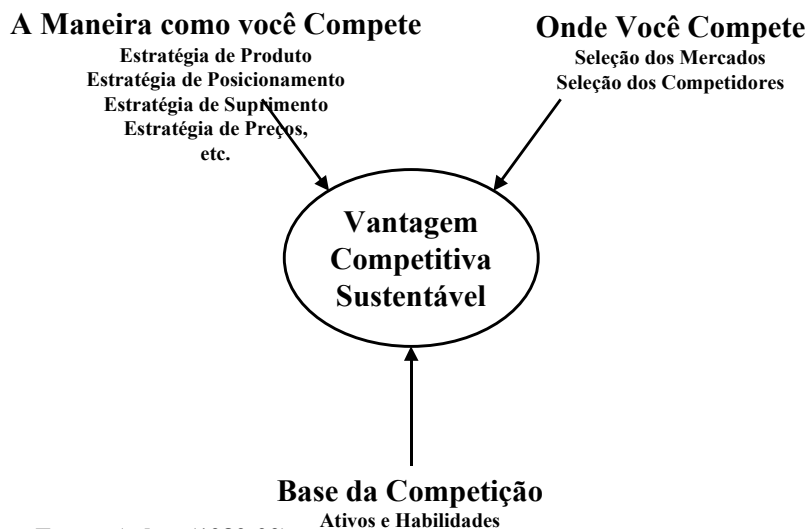 A Maneira como você Compete
Estratégia de Produto
Estratégia de Posicionamento
Estratégia de Suprimento
Estratégia de Preços,
etc.
Onde Você Compete
Seleção dos Mercados
Seleção dos Competidores
Vantagem
Competitiva
Sustentável
Base da Competição
Ativos e Habilidades